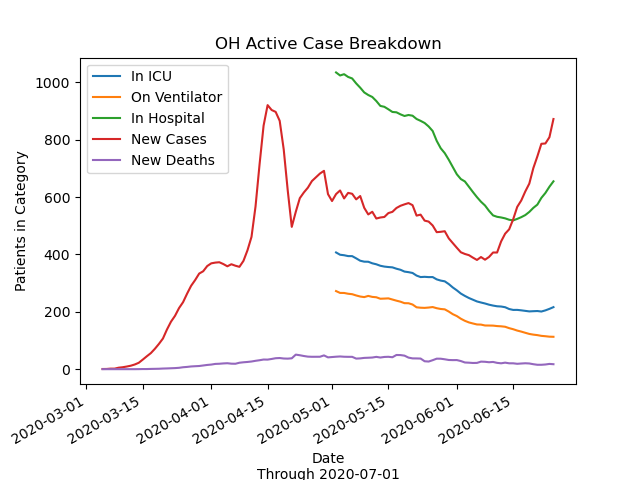 OH Active Case Breakdown
In ICU
On Ventilator
In Hospital
New Cases
New Deaths
Patients in Category
1000
800
600
400
200
0
2020-03-01
2020-03-15
2020-04-01
2020-04-15
2020-05-01
2020-05-15
2020-06-01
2020-06-15
Date
Through 2020-07-01